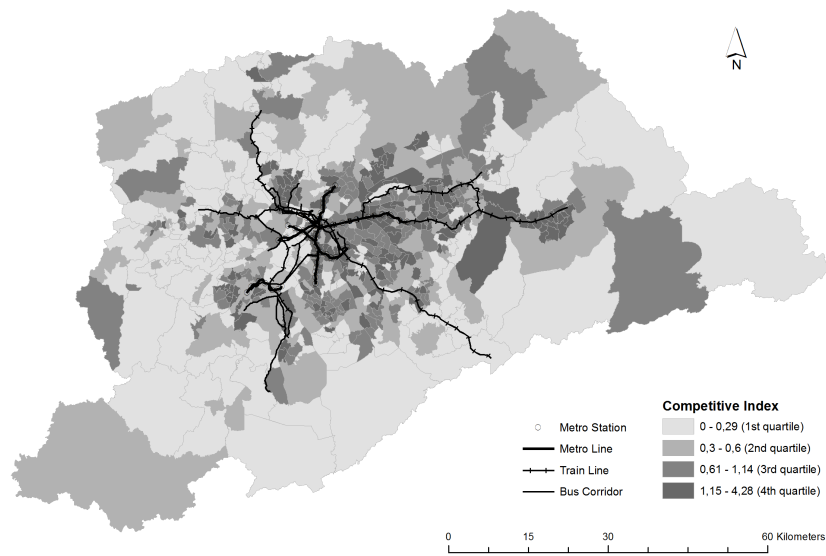 N
Competitive Index
Metro Station
0 - 0,29 (1st quartile)
Metro Line
0,3 - 0,6 (2nd quartile)
Train Line
0,61 - 1,14 (3rd quartile)
Bus Corridor
1,15 - 4,28 (4th quartile)
0 15 30 60 Kilometers